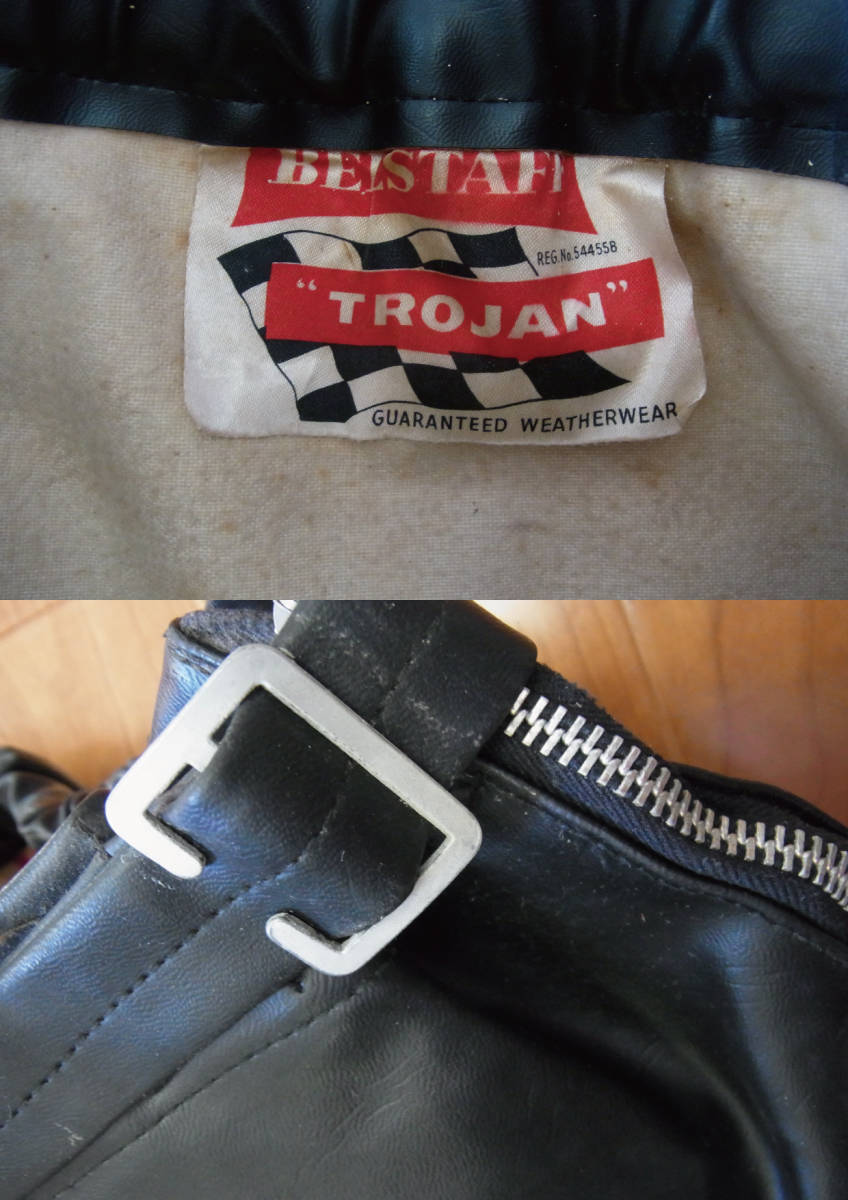 BELSTAFF
REG.No.544558
"TROJAN"
GUARANTEED WEATHERWEAR